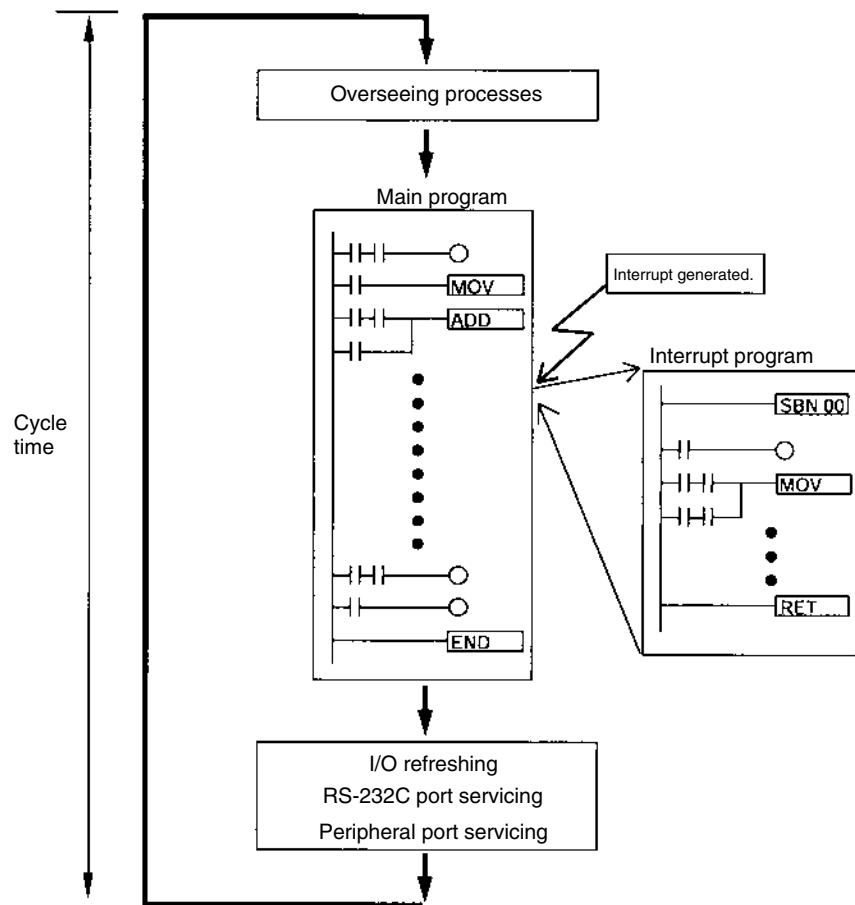 Overseeing processes
Main program
MOV
ADD
END
Interrupt generated.
Interrupt program
SBN 00
MOV
RET
Cycle
time
I/O refreshing
RS-232C port servicing
Peripheral port servicing